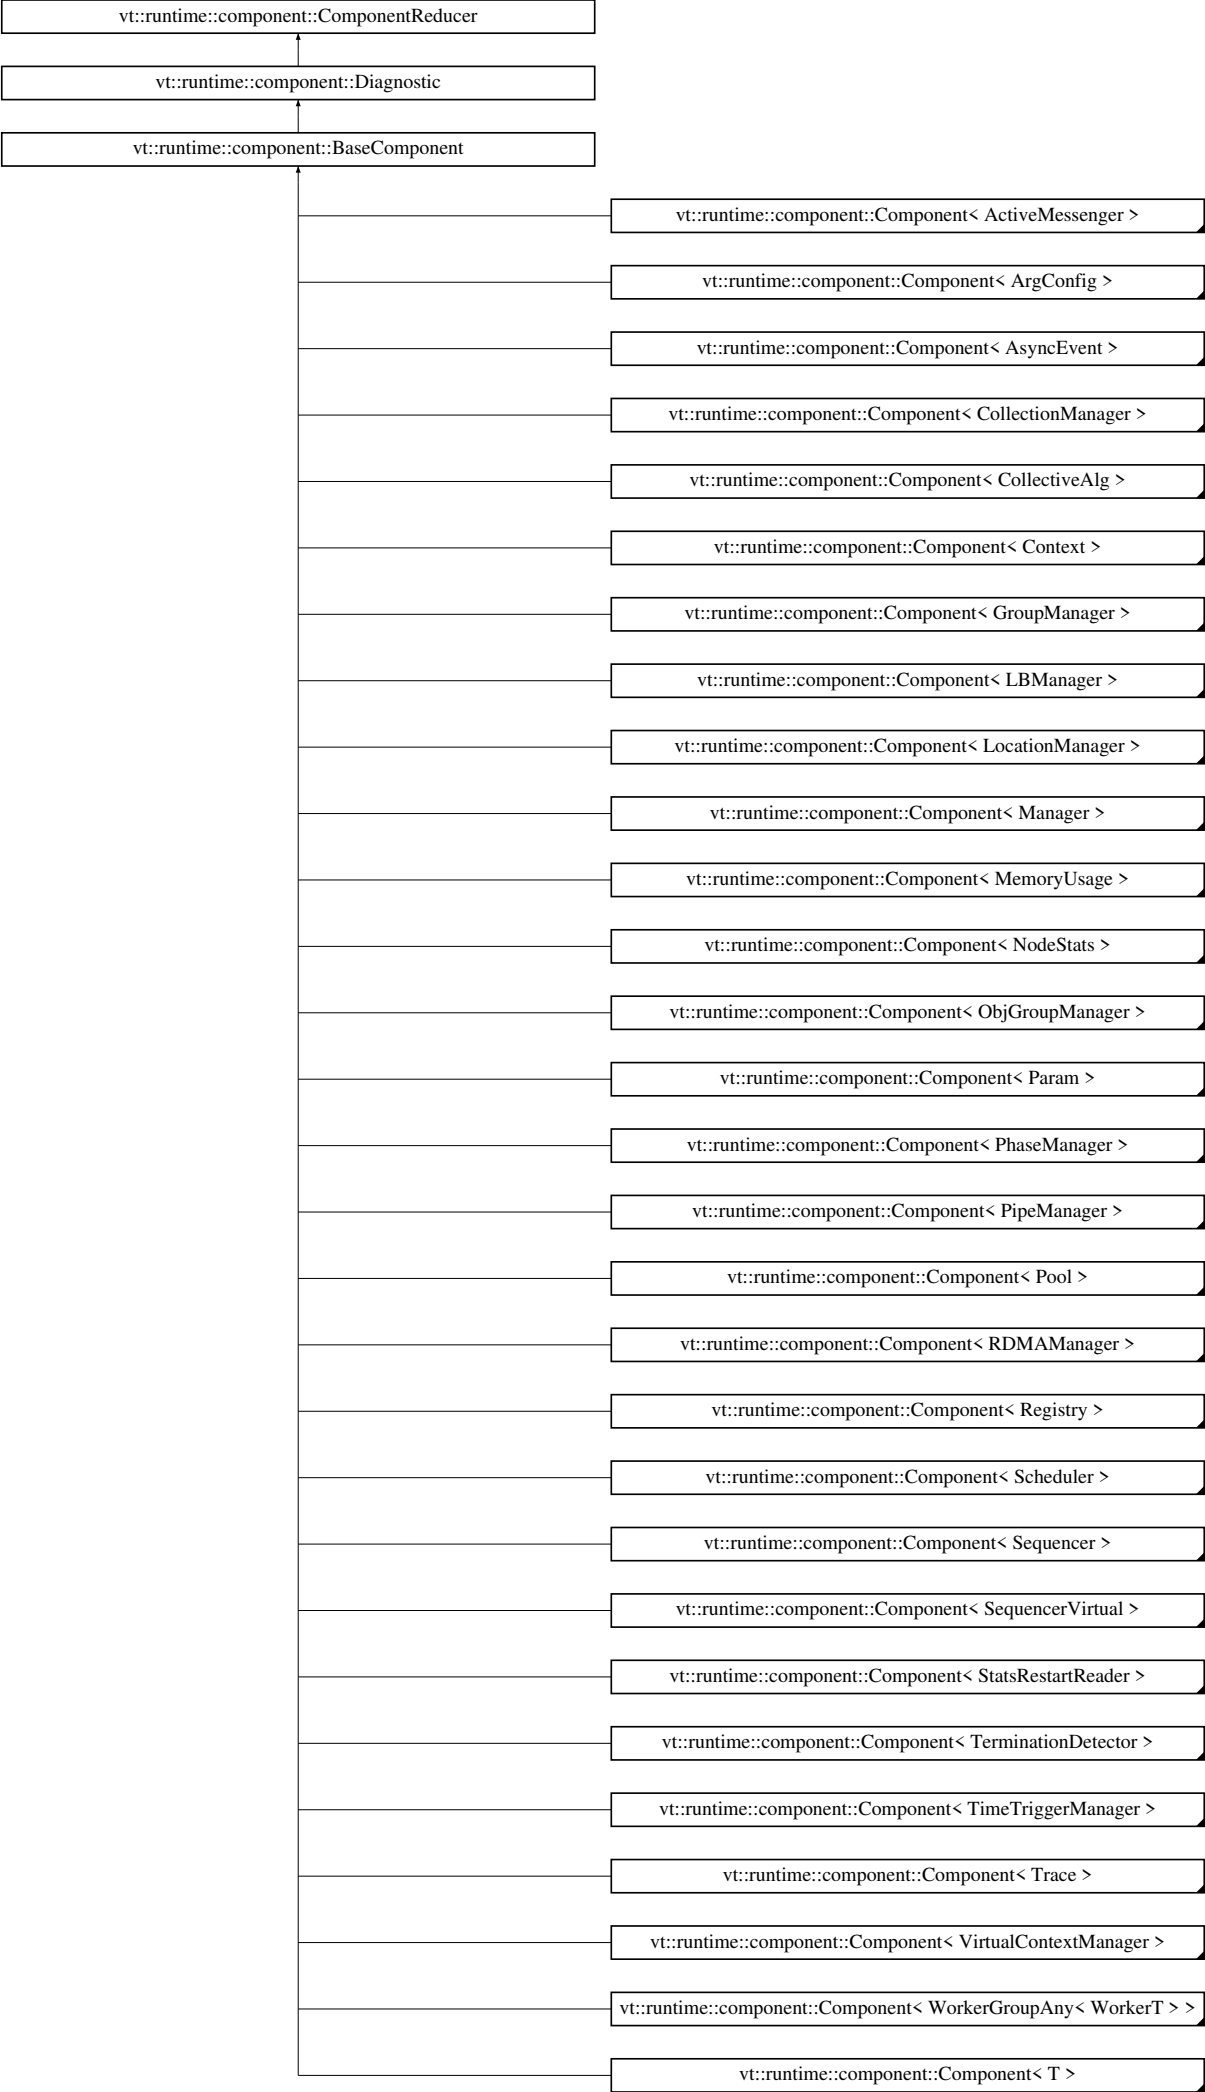 vt::runtime::component::ComponentReducer
vt::runtime::component::Diagnostic
vt::runtime::component::BaseComponent
vt::runtime::component::Component< ActiveMessenger >
vt::runtime::component::Component< ArgConfig >
vt::runtime::component::Component< AsyncEvent >
vt::runtime::component::Component< CollectionManager >
vt::runtime::component::Component< CollectiveAlg >
vt::runtime::component::Component< Context >
vt::runtime::component::Component< GroupManager >
vt::runtime::component::Component< LBManager >
vt::runtime::component::Component< LocationManager >
vt::runtime::component::Component< Manager >
vt::runtime::component::Component< MemoryUsage >
vt::runtime::component::Component< NodeStats >
vt::runtime::component::Component< ObjGroupManager >
vt::runtime::component::Component< Param >
vt::runtime::component::Component< PhaseManager >
vt::runtime::component::Component< PipeManager >
vt::runtime::component::Component< Pool >
vt::runtime::component::Component< RDMAManager >
vt::runtime::component::Component< Registry >
vt::runtime::component::Component< Scheduler >
vt::runtime::component::Component< Sequencer >
vt::runtime::component::Component< SequencerVirtual >
vt::runtime::component::Component< StatsRestartReader >
vt::runtime::component::Component< TerminationDetector >
vt::runtime::component::Component< TimeTriggerManager >
vt::runtime::component::Component< Trace >
vt::runtime::component::Component< VirtualContextManager >
vt::runtime::component::Component< WorkerGroupAny< WorkerT > >
vt::runtime::component::Component< T >